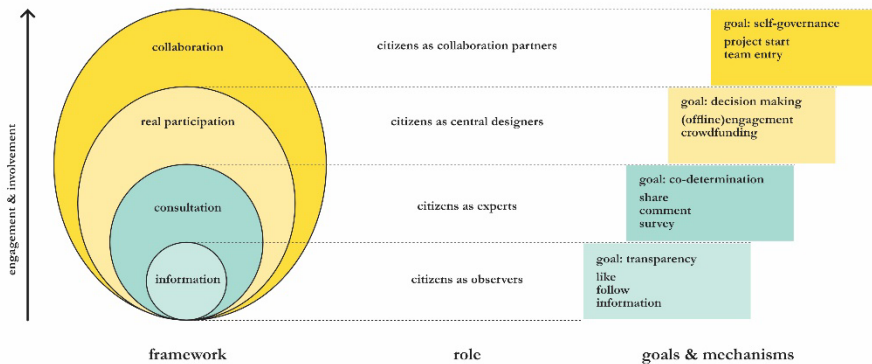 engagement & involvement
collaboration
citizens as collaboration partners
goal: self-governance
project start
team entry
real participation
citizens as central designers
goal: decision making
(offline)engagement
crowdfunding
consultation
citizens as experts
goal: co-determination
share
comment
survey
information
citizens as observers
goal: transparency
like
follow
information
framework
role
goals & mechanisms